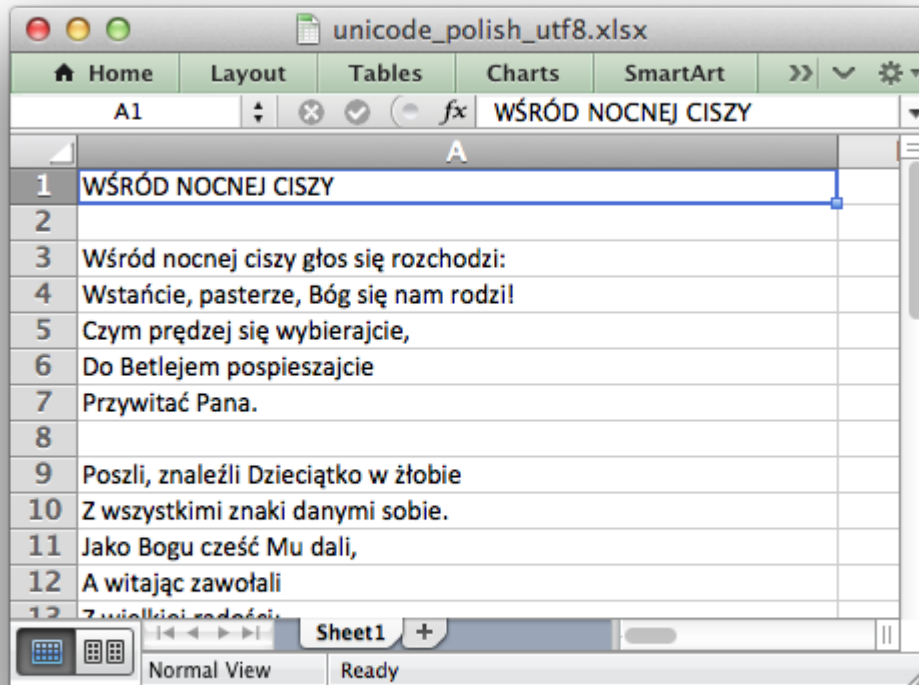 unicode_polish_utf8.xlsx
Home Layout Tables Charts SmartArt
A1 fx WŚRÓD NOCNEJ CISZY
A
1 WŚRÓD NOCNEJ CISZY
2
3 Wśród nocnej ciszy głos się rozchodzi:
4 Wstańcie, pasterze, Bóg się nam rodzi!
5 Czym prędzej się wybierajcie,
6 Do Betlejem pospieszajcie
7 Przywitać Pana.
8
9 Poszli, znaleźli Dzieciątko w żłobie
10 Z wszystkimi znaki danymi sobie.
11 Jako Bogu cześć Mu dali,
12 A witając zawołali
13 Z wielkiej radości:
Sheet1
Normal View Ready